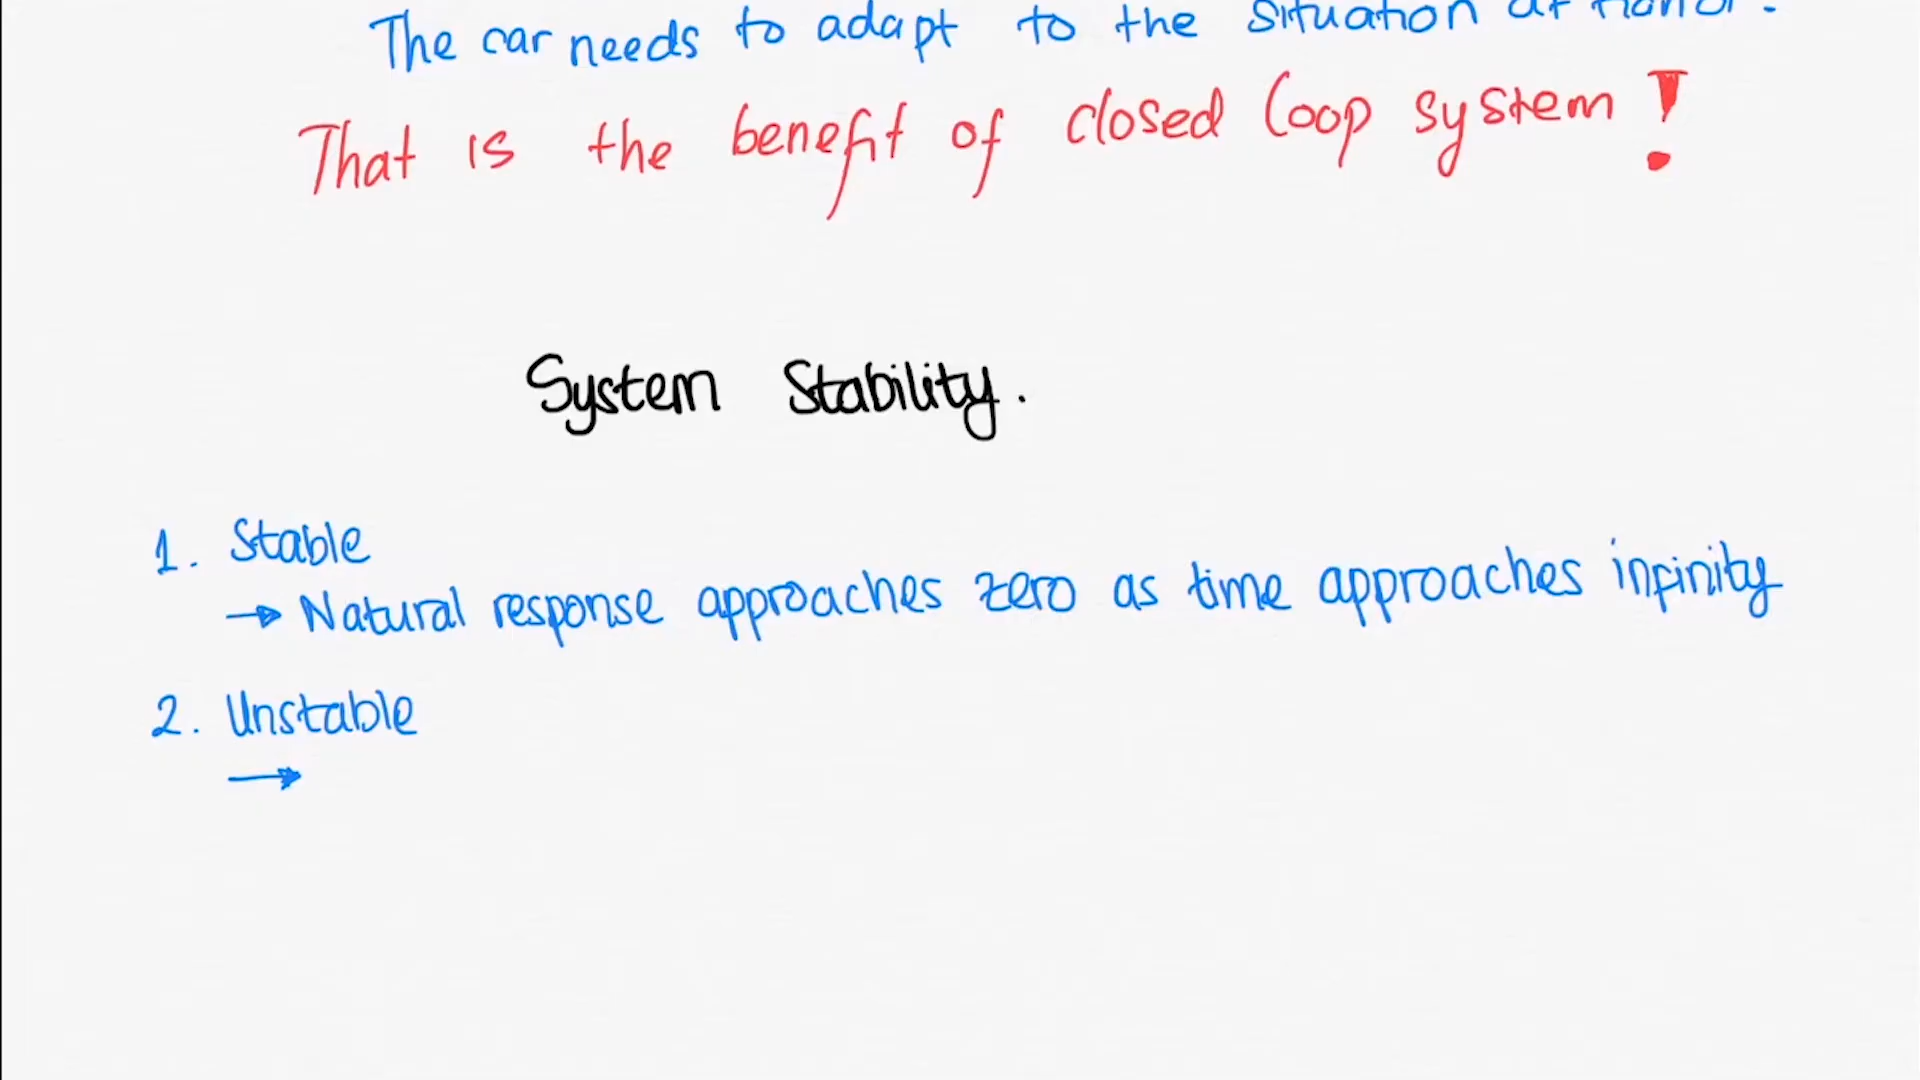 The car needs to adapt to the situation at
That is the benefit of closed loop system!
System Stability.
1. Stable
→ Natural response approaches zero as time approaches infinity
2. Unstable
→